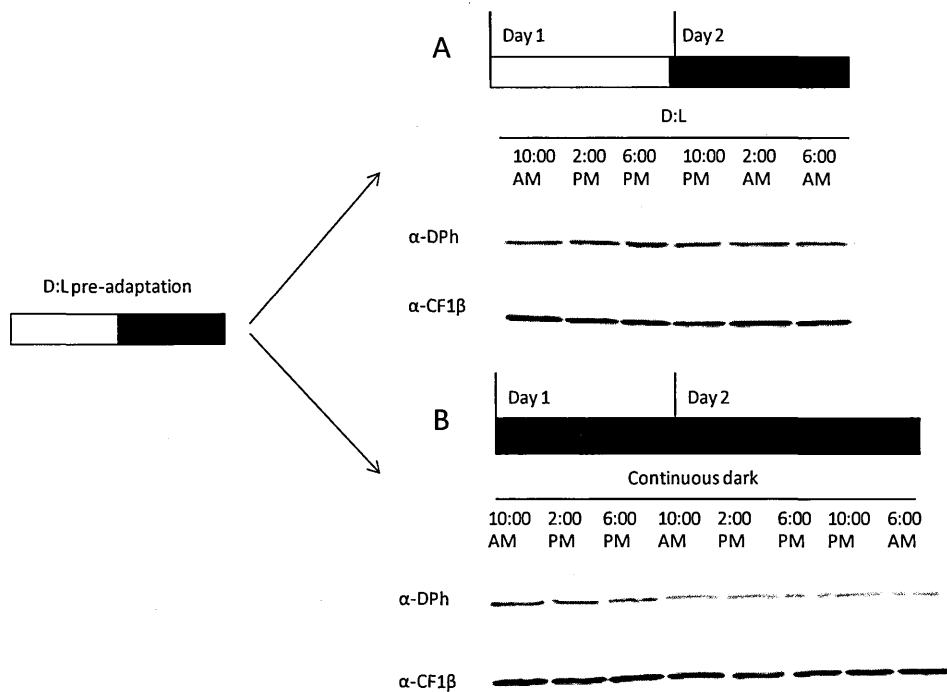 A
Day 1 Day 2
D:L
10:00 2:00 6:00 10:00 2:00 6:00
AM PM PM PM AM AM
α-DPh
α-CF1β
D:L pre-adaptation
B
Day 1 Day 2
Continuous dark
10:00 2:00 6:00 10:00 2:00 6:00 10:00 6:00
AM PM PM AM PM PM PM AM
α-DPh
α-CF1β